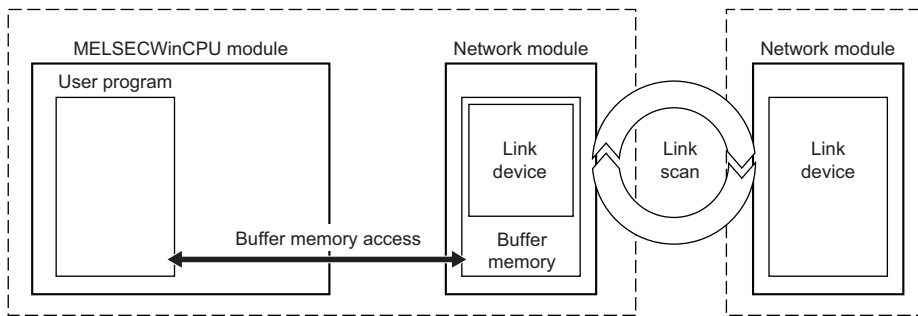 MELSECWinCPU module
User program
Buffer memory access
Network module
Link
device
Buffer
memory
Link
scan
Network module
Link
device